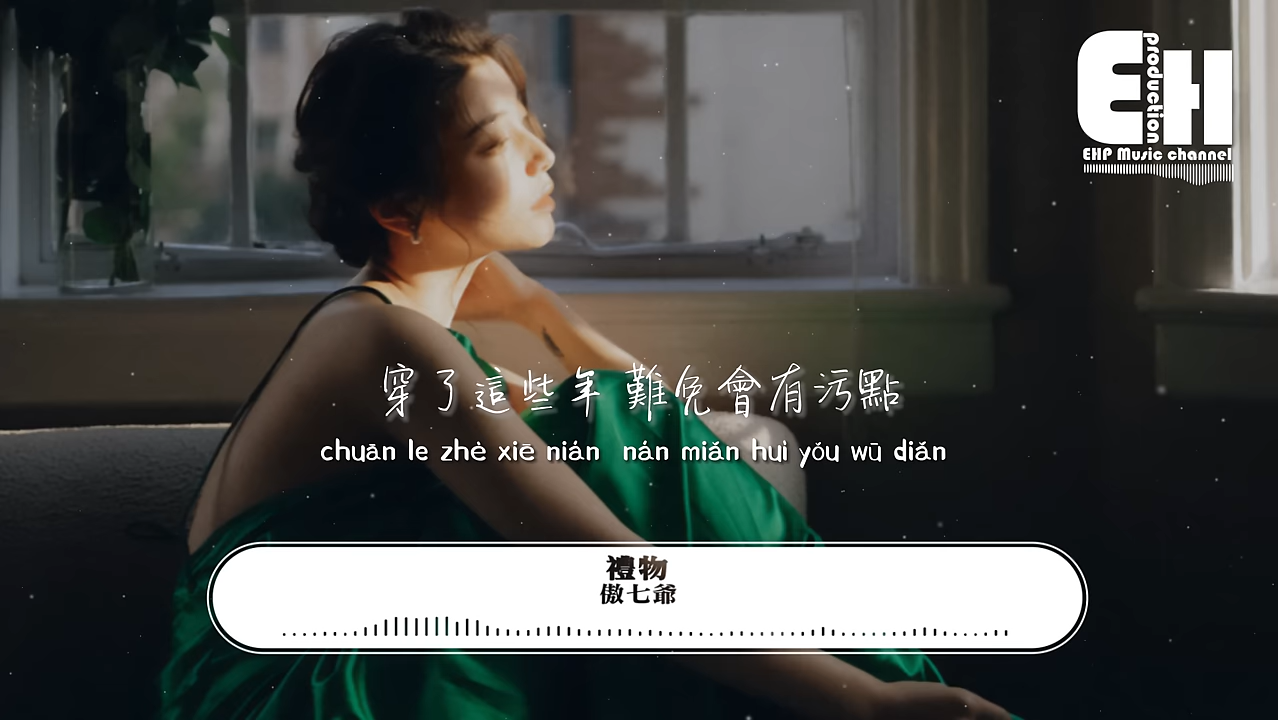 EH
production
EHP Music channel
穿了這些年 難免會有污點
chuān le zhè xiē nián nán miǎn huì yǒu wū diǎn
禮物
傲七爺